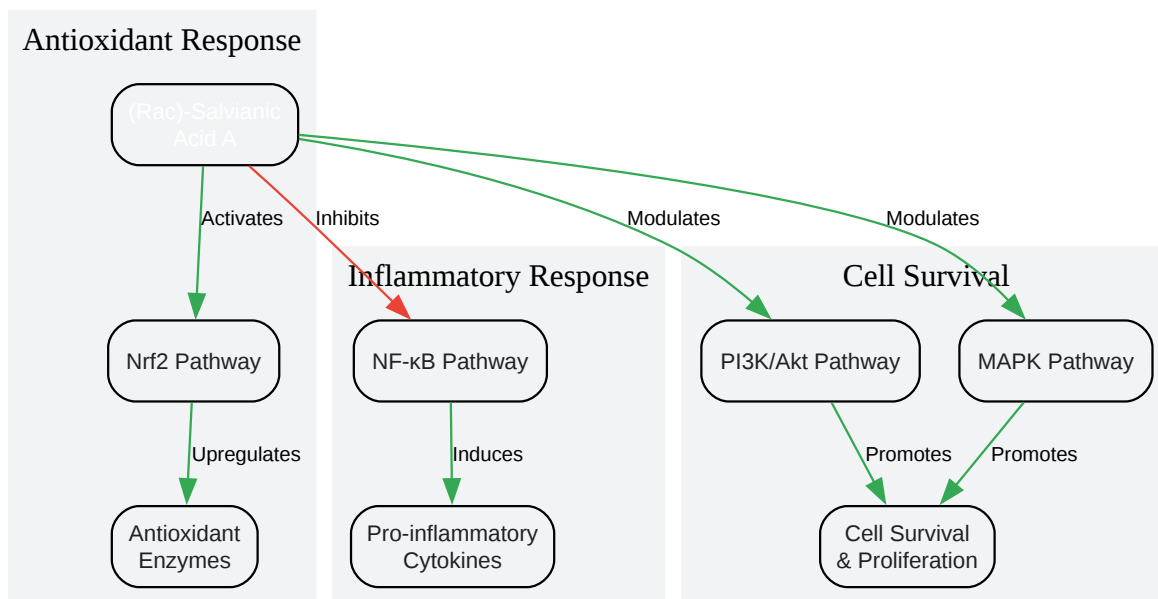 Antioxidant Response
(Rac)-Salvianic
Acid A
Activates
Inhibits
Modulates
Modulates
Inflammatory Response
Cell Survival
Nrf2 Pathway
NF-κB Pathway
PI3K/Akt Pathway
MAPK Pathway
Upregulates
Induces
Promotes
Promotes
Antioxidant
Enzymes
Pro-inflammatory
Cytokines
Cell Survival
& Proliferation